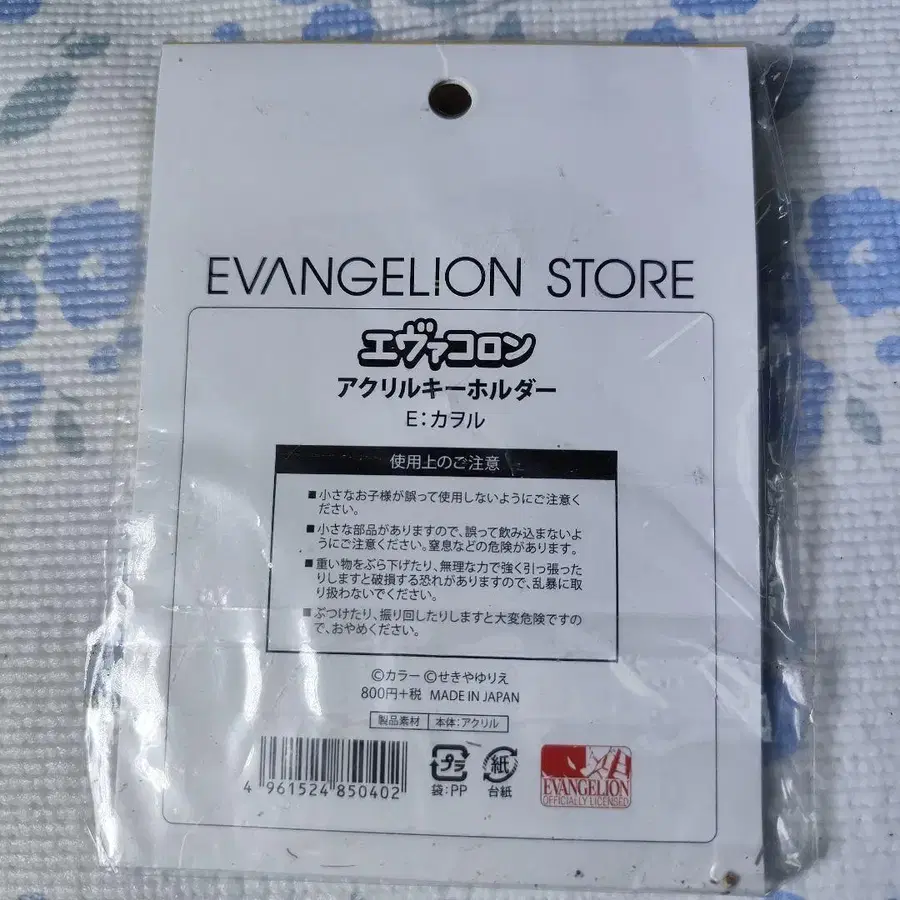 EVANGELION STORE
エヴァコロン
アクリルキーホルダー
E:カヲル
使用上のご注意
■小さなお子様が誤って使用しないようにご注意く
ださい。
■小さな部品がありますので、誤って飲み込まないよ
うにご注意ください。窒息などの危険があります。
■重い物をぶら下げたり、無理な力で強く引っ張った
りしますと破損する恐れがありますので、乱暴に取
り扱わないでください。
■ぶつけたり、振り回したりしますと大変危険ですの
で、おやめください。
©カラー ©せきやゆりえ
800円+税 MADE IN JAPAN
製品素材 本体:アクリル
4 961524 850402
プラ
袋:PP
紙
台紙
EVANGELION
OFFICIALLY LICENSED